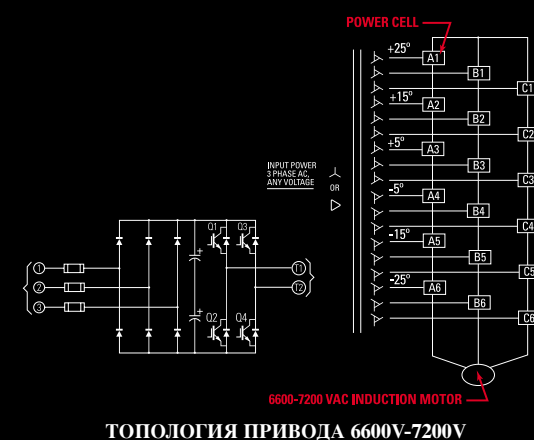 POWER CELL
+25°
A1
B1
C1
+15°
A2
B2
C2
+5°
A3
B3
C3
INPUT POWER
3 PHASE AC,
ANY VOLTAGE
OR
-5°
A4
B4
C4
-15°
A5
B5
C5
-25°
A6
B6
C6
Q1 Q3
1
2
3
T1
T2
Q2 Q4
6600-7200 VAC INDUCTION MOTOR
ТОПОЛОГИЯ ПРИВОДА 6600V-7200V